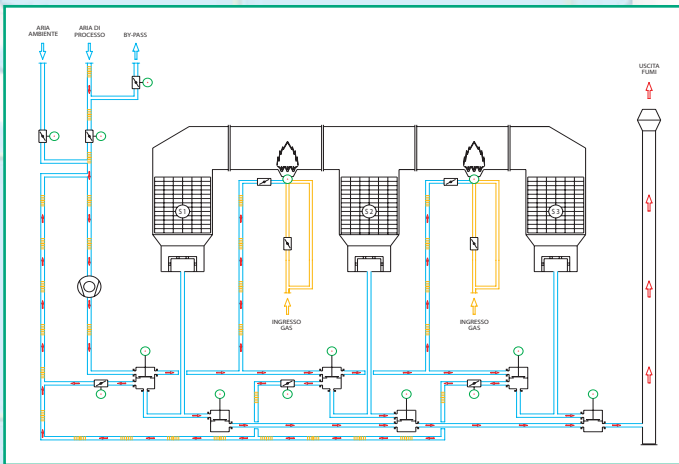 ARIA
AMBIENTE
ARIA DI
PROCESSO
BY-PASS
USCITA
FUMI
S1
S2
S3
INGRESSO
GAS
INGRESSO
GAS